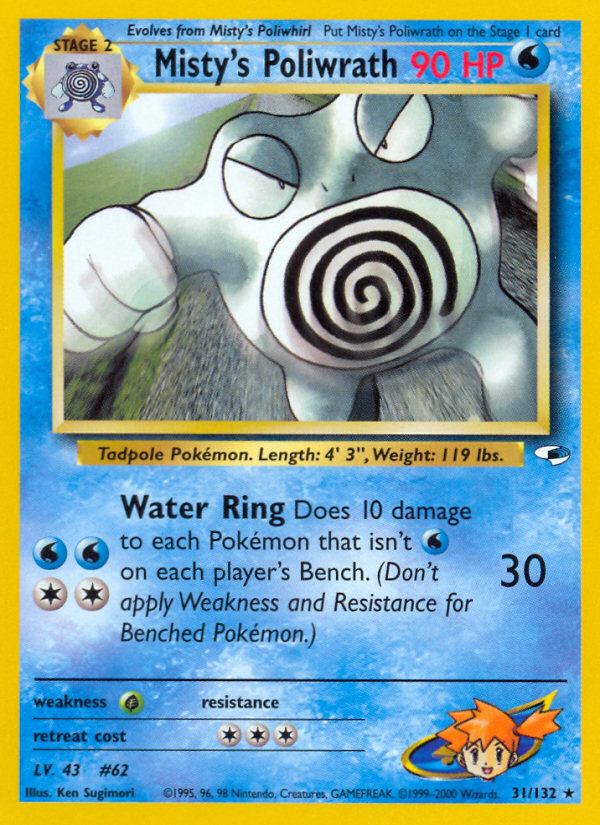 Evolves from Misty's Poliwhirl Put Misty's Poliwrath on the Stage 1 card
STAGE 2
Misty's Poliwrath 90 HP
Tadpole Pokémon. Length: 4' 3", Weight: 119 lbs.
Water Ring Does 10 damage
to each Pokémon that isn't
on each player's Bench. (Don't
apply Weakness and Resistance for
Benched Pokémon.)
30
weakness resistance
retreat cost
LV. 43 #62
Illus. Ken Sugimori ©1995, 96, 98 Nintendo, Creatures, GAMEFREAK. ©1999-2000 Wizards. 31/132 ★